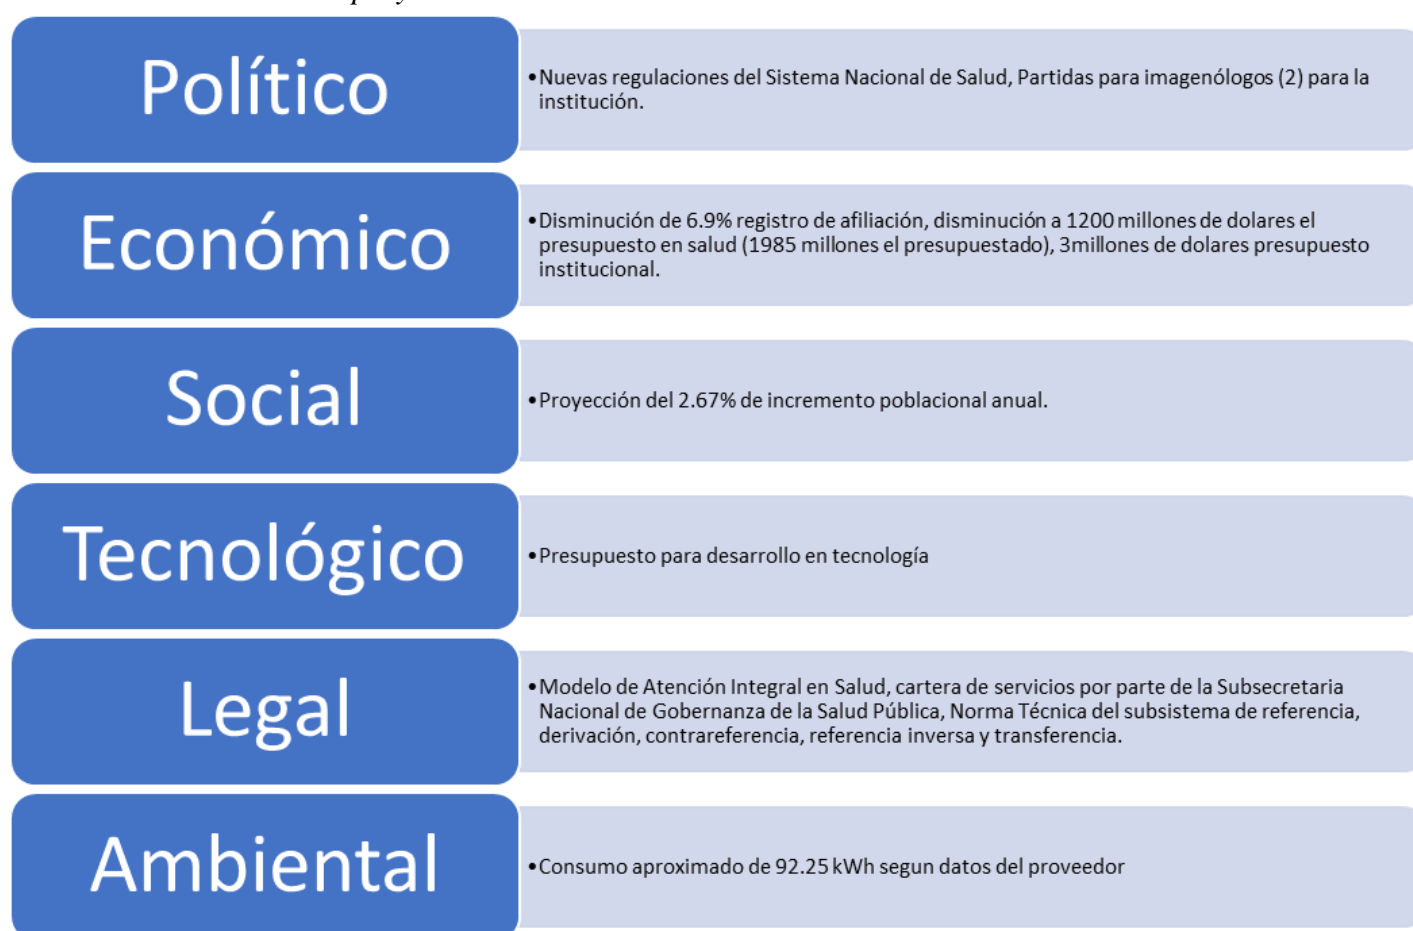 Político
•Nuevas regulaciones del Sistema Nacional de Salud, Partidas para imagenólogos (2) para la
institución.
Económico
•Disminución de 6.9% registro de afiliación, disminución a 1200 millones de dolares el
presupuesto en salud (1985 millones el presupuestado), 3millones de dolares presupuesto
institucional.
Social
•Proyección del 2.67% de incremento poblacional anual.
Tecnológico
•Presupuesto para desarrollo en tecnología
Legal
•Modelo de Atención Integral en Salud, cartera de servicios por parte de la Subsecretaria
Nacional de Gobernanza de la Salud Pública, Norma Técnica del subsistema de referencia,
derivación, contrareferencia, referencia inversa y transferencia.
Ambiental
•Consumo aproximado de 92.25 kWh segun datos del proveedor